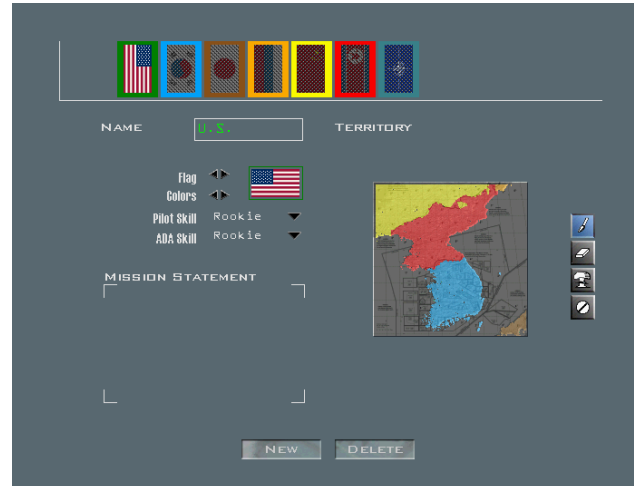 NAME
U.S.
TERRITORY
Flag
Colors
Pilot Skill Rookie
ADA Skill Rookie
MISSION STATEMENT
NEW
DELETE